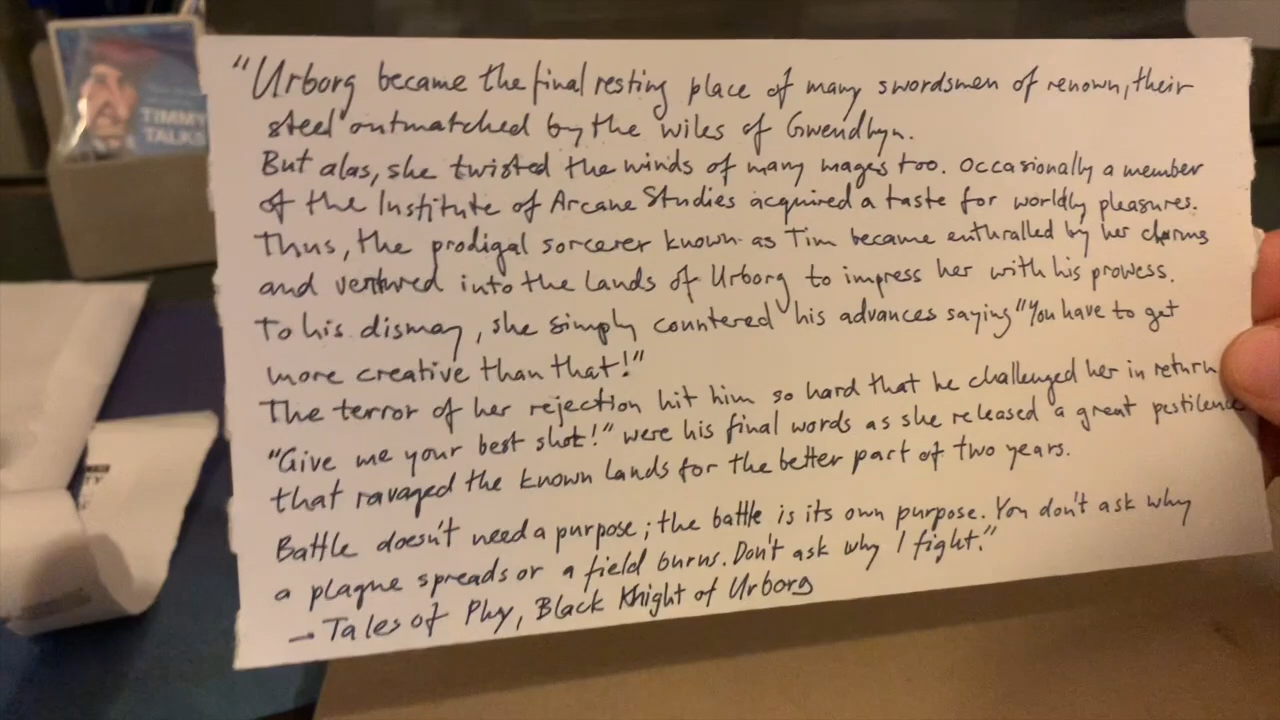 TIMMY
TALKS
"Urborg became the final resting place of many swordsmen of renown, their
steel outmatched by the wiles of Gwendlyn.
But alas, she twisted the minds of many mages too. Occasionally a member
of the Institute of Arcane Studies acquired a taste for worldly pleasures.
Thus, the prodigal sorcerer known as Tim became enthralled by her charms
and ventured into the lands of Urborg to impress her with his prowess.
To his dismay, she simply countered his advances saying "You have to get
more creative than that!"
The terror of her rejection hit him so hard that he challenged her in return
"Give me your best shot!" were his final words as she released a great pestilence
that ravaged the known lands for the better part of two years.
Battle doesn't need a purpose; the battle is its own purpose. You don't ask why
a plague spreads or a field burns. Don't ask why I fight."
– Tales of Phy, Black Knight of Urborg